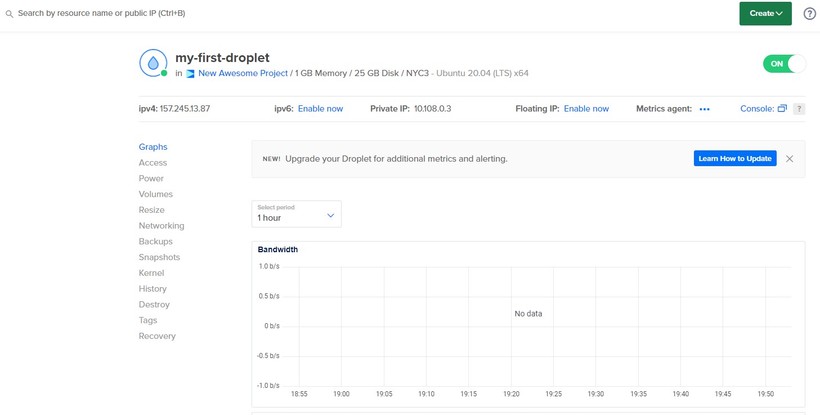 Search by resource name or public IP (Ctrl+B)
Create
?
my-first-droplet
in New Awesome Project / 1 GB Memory / 25 GB Disk / NYC3 - Ubuntu 20.04 (LTS) x64
ON
ipv4: 157.245.13.87 ipv6: Enable now Private IP: 10.108.0.3 Floating IP: Enable now Metrics agent: ••• Console: ?
Graphs
Access
Power
Volumes
Resize
Networking
Backups
Snapshots
Kernel
History
Destroy
Tags
Recovery
NEW! Upgrade your Droplet for additional metrics and alerting.
Learn How to Update
Select period
1 hour
Bandwidth
1.0 b/s
0.5 b/s
0 b/s
-0.5 b/s
-1.0 b/s
No data
18:55 19:00 19:05 19:10 19:15 19:20 19:25 19:30 19:35 19:40 19:45 19:50